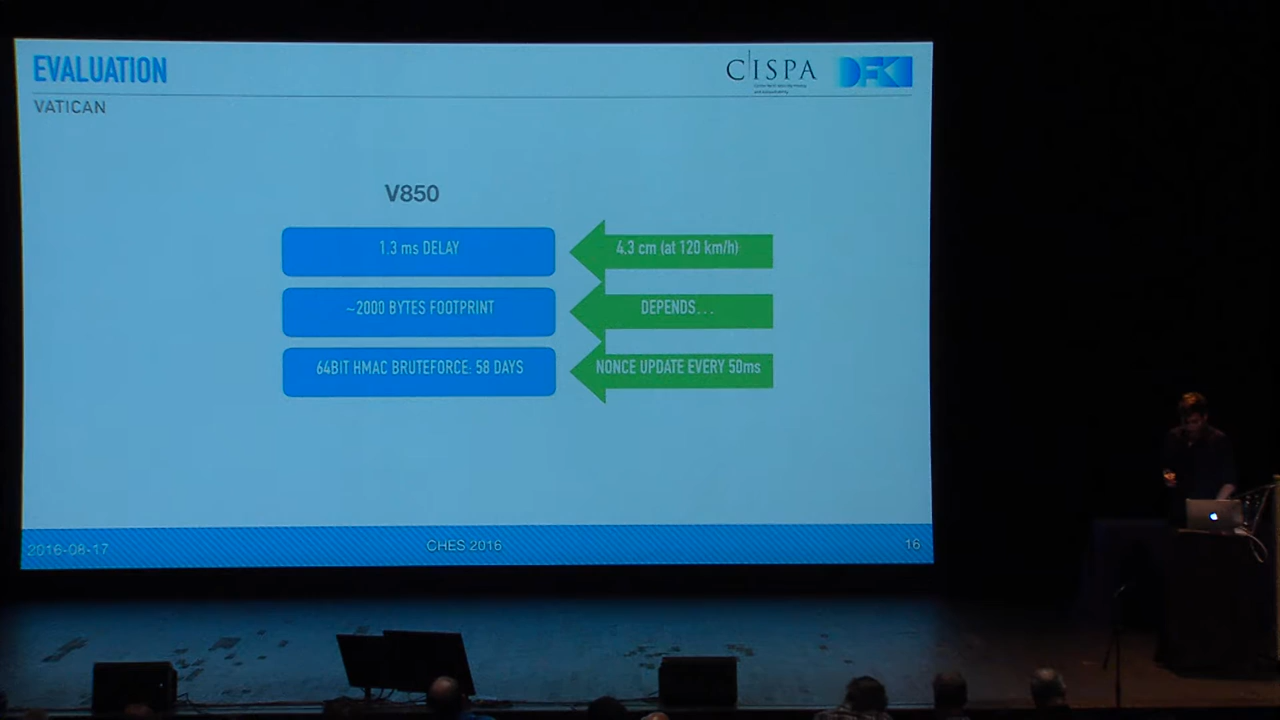 EVALUATION
VATICAN
CISPA
DFKI
V850
1.3 ms DELAY
4.3 cm (at 120 km/h)
~2000 BYTES FOOTPRINT
DEPENDS...
64BIT HMAC BRUTEFORCE: 58 DAYS
NONCE UPDATE EVERY 50ms
2016-08-17
CHES 2016
16